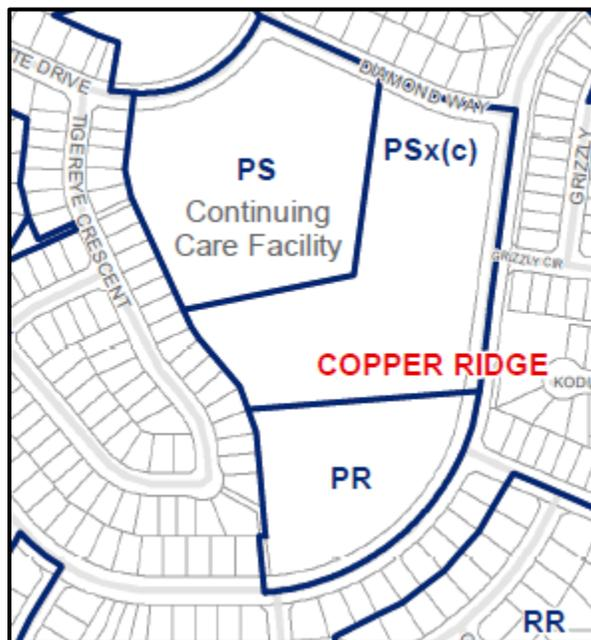 TE DRIVE
DIAMOND WAY
TIGEREYE CRESCENT
PS
Continuing
Care Facility
PSx(c)
GRIZZLY
GRIZZLY CIR
COPPER RIDGE
KODI
PR
RR